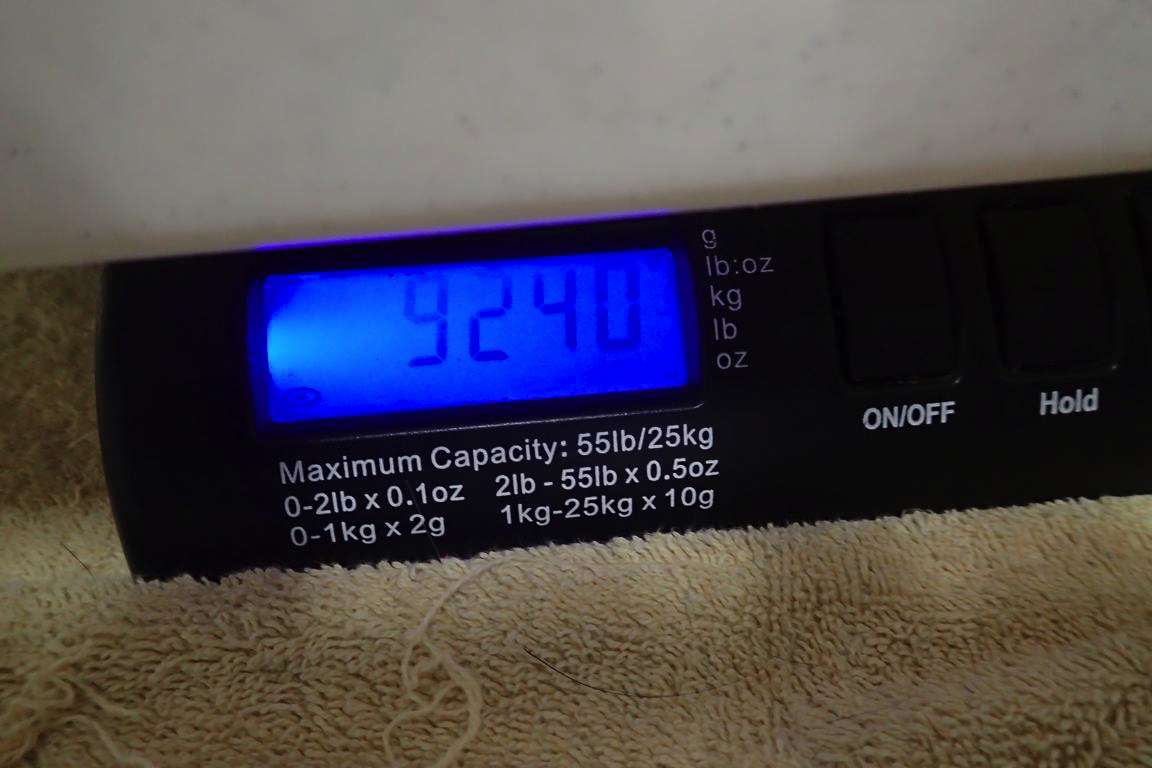 9240
g
lb:oz
kg
lb
oz
ON/OFF
Hold
Maximum Capacity: 55lb/25kg
0-2lb x 0.1oz 2lb - 55lb x 0.5oz
0-1kg x 2g 1kg-25kg x 10g